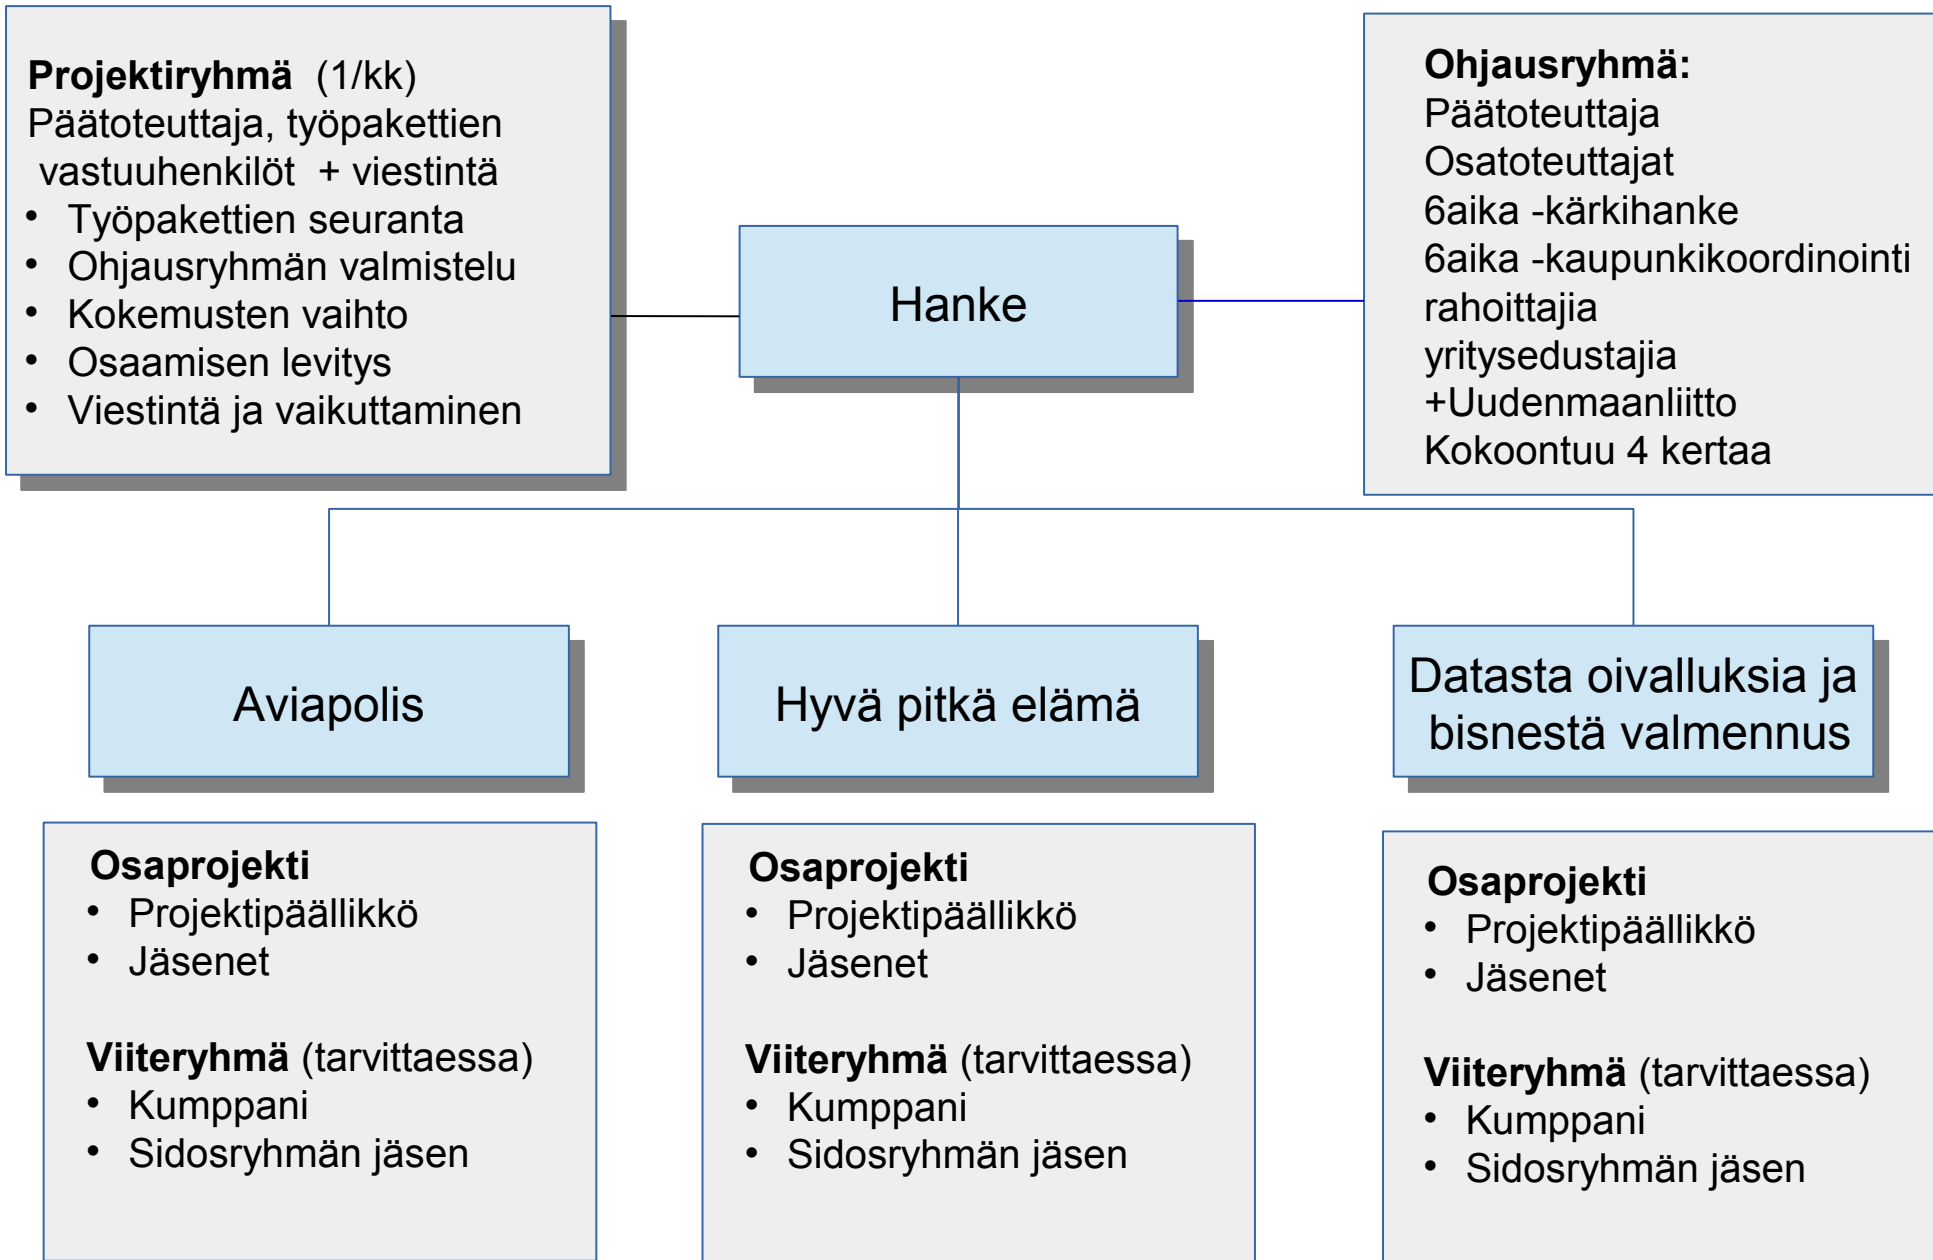 Projektiryhmä (1/kk)
Päätoteuttaja, työpakettien
vastuuhenkilöt + viestintä
• Työpakettien seuranta
• Ohjausryhmän valmistelu
• Kokemusten vaihto
• Osaamisen levitys
• Viestintä ja vaikuttaminen
Hanke
Ohjausryhmä:
Päätoteuttaja
Osatoteuttajat
6aika -kärkihanke
6aika -kaupunkikoordinointi
rahoittajia
yritysedustajia
+Uudenmaanliitto
Kokoontuu 4 kertaa
Aviapolis
Hyvä pitkä elämä
Datasta oivalluksia ja
bisnestä valmennus
Osaprojekti
• Projektipäällikkö
• Jäsenet
Viiteryhmä (tarvittaessa)
• Kumppani
• Sidosryhmän jäsen
Osaprojekti
• Projektipäällikkö
• Jäsenet
Viiteryhmä (tarvittaessa)
• Kumppani
• Sidosryhmän jäsen
Osaprojekti
• Projektipäällikkö
• Jäsenet
Viiteryhmä (tarvittaessa)
• Kumppani
• Sidosryhmän jäsen